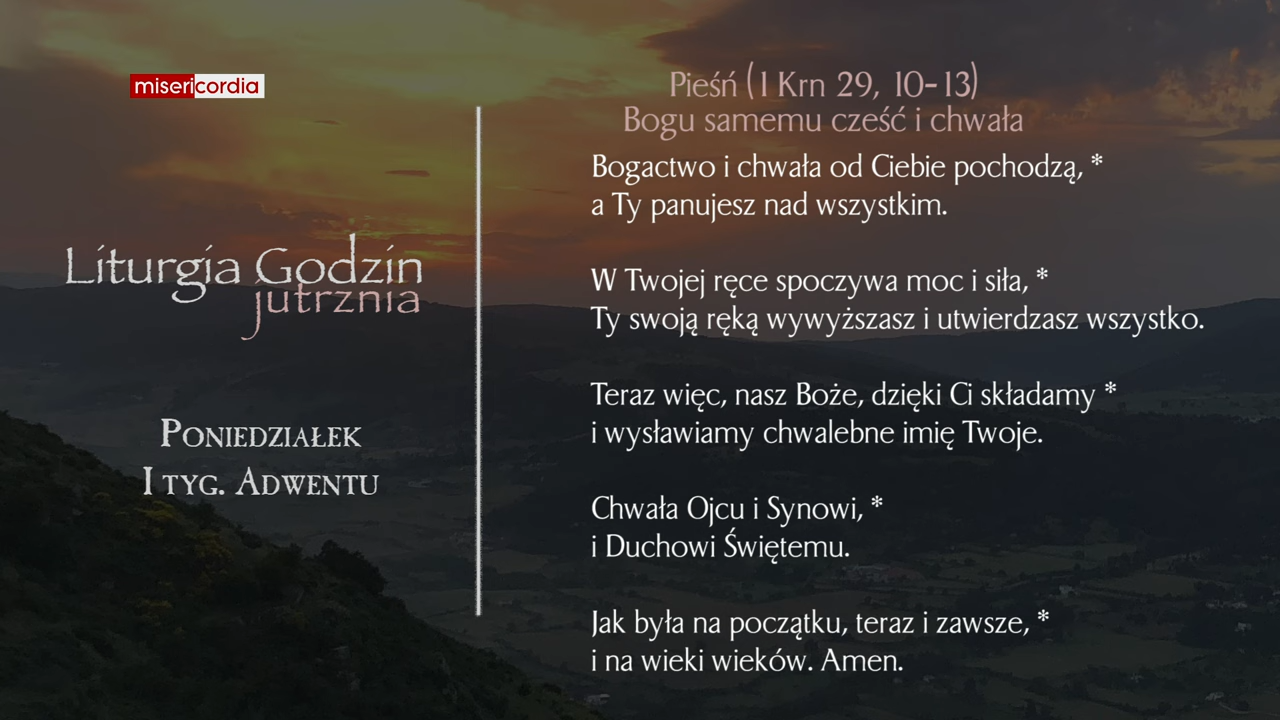 misericordia
Liturgia Godzin
jutrznia
Poniedziałek
I tyg. Adwentu
Pieśń (1 Krn 29, 10-13)
Bogu samemu cześć i chwała
Bogactwo i chwała od Ciebie pochodzą, *
a Ty panujesz nad wszystkim.
W Twojej ręce spoczywa moc i siła, *
Ty swoją ręką wywyższasz i utwierdzasz wszystko.
Teraz więc, nasz Boże, dzięki Ci składamy *
i wysławiamy chwalebne imię Twoje.
Chwała Ojcu i Synowi, *
i Duchowi Świętemu.
Jak była na początku, teraz i zawsze, *
i na wieki wieków. Amen.